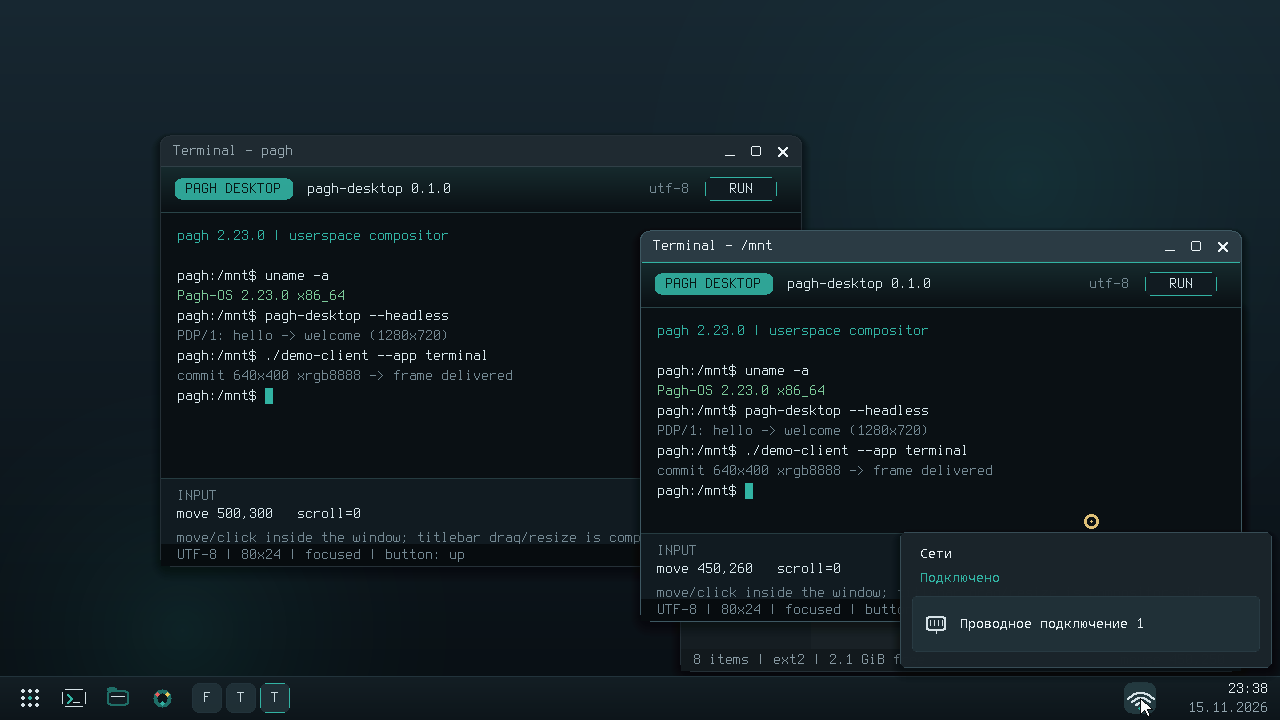 Terminal - pagh
PAGH DESKTOP pagh-desktop 0.1.0 utf-8 RUN
pagh 2.23.0 | userspace compositor
pagh:/mnt$ uname -a
Pagh-OS 2.23.0 x86_64
pagh:/mnt$ pagh-desktop --headless
PDP/1: hello -> welcome (1280x720)
pagh:/mnt$ ./demo-client --app terminal
commit 640x400 xrgb8888 -> frame delivered
pagh:/mnt$
INPUT
move 500,300 scroll=0
move/click inside the window; titlebar drag/resize is comp
UTF-8 | 80x24 | focused | button: up
Terminal - /mnt
PAGH DESKTOP pagh-desktop 0.1.0 utf-8 RUN
pagh 2.23.0 | userspace compositor
pagh:/mnt$ uname -a
Pagh-OS 2.23.0 x86_64
pagh:/mnt$ pagh-desktop --headless
PDP/1: hello -> welcome (1280x720)
pagh:/mnt$ ./demo-client --app terminal
commit 640x400 xrgb8888 -> frame delivered
pagh:/mnt$
INPUT
move 450,260 scroll=0
move/click inside the window;
UTF-8 | 80x24 | focused | butto
8 items | ext2 | 2.1 GiB f
Сети
Подключено
Проводное подключение 1
F T T
23:38
15.11.2026